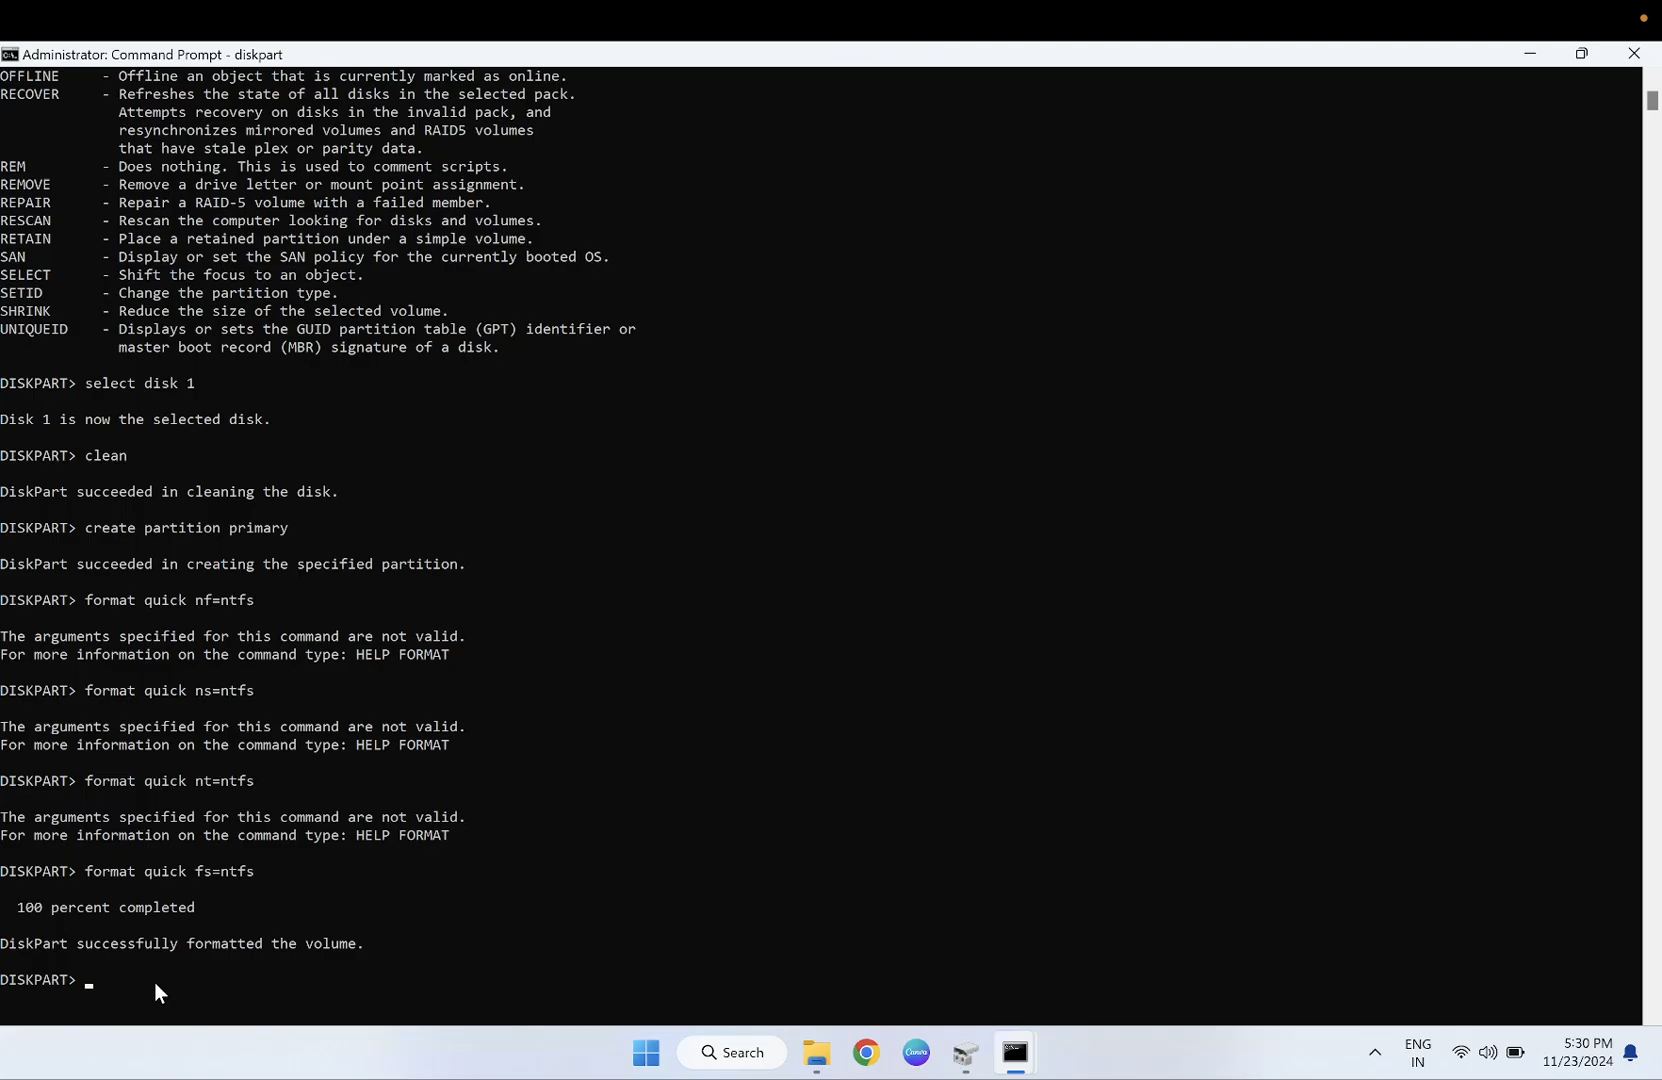 Administrator: Command Prompt - diskpart
OFFLINE - Offline an object that is currently marked as online.
RECOVER - Refreshes the state of all disks in the selected pack.
Attempts recovery on disks in the invalid pack, and
resynchronizes mirrored volumes and RAID5 volumes
that have stale plex or parity data.
REM - Does nothing. This is used to comment scripts.
REMOVE - Remove a drive letter or mount point assignment.
REPAIR - Repair a RAID-5 volume with a failed member.
RESCAN - Rescan the computer looking for disks and volumes.
RETAIN - Place a retained partition under a simple volume.
SAN - Display or set the SAN policy for the currently booted OS.
SELECT - Shift the focus to an object.
SETID - Change the partition type.
SHRINK - Reduce the size of the selected volume.
UNIQUEID - Displays or sets the GUID partition table (GPT) identifier or
master boot record (MBR) signature of a disk.
DISKPART> select disk 1
Disk 1 is now the selected disk.
DISKPART> clean
DiskPart succeeded in cleaning the disk.
DISKPART> create partition primary
DiskPart succeeded in creating the specified partition.
DISKPART> format quick nf=ntfs
The arguments specified for this command are not valid.
For more information on the command type: HELP FORMAT
DISKPART> format quick ns=ntfs
The arguments specified for this command are not valid.
For more information on the command type: HELP FORMAT
DISKPART> format quick nt=ntfs
The arguments specified for this command are not valid.
For more information on the command type: HELP FORMAT
DISKPART> format quick fs=ntfs
100 percent completed
DiskPart successfully formatted the volume.
DISKPART>
Search
Canva
ENG
IN
5:30 PM
11/23/2024